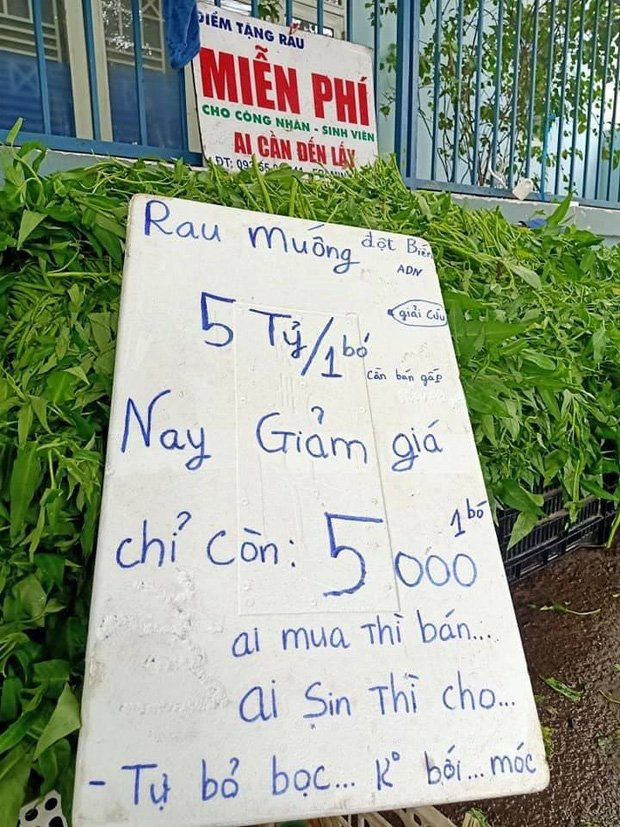 ĐIỂM TẶNG RAU
MIỄN PHÍ
CHO CÔNG NHÂN - SINH VIÊN
AI CẦN ĐẾN LẤY
Rau muống đột Biến
ADN
giải cứu
5 Tỷ/1 bó
cần bán gấp
Nay Giảm giá
chỉ còn: 5 000 1 bó
ai mua Thì bán...
ai Sin Thì cho...
- Tự bỏ bọc... K° bới... móc